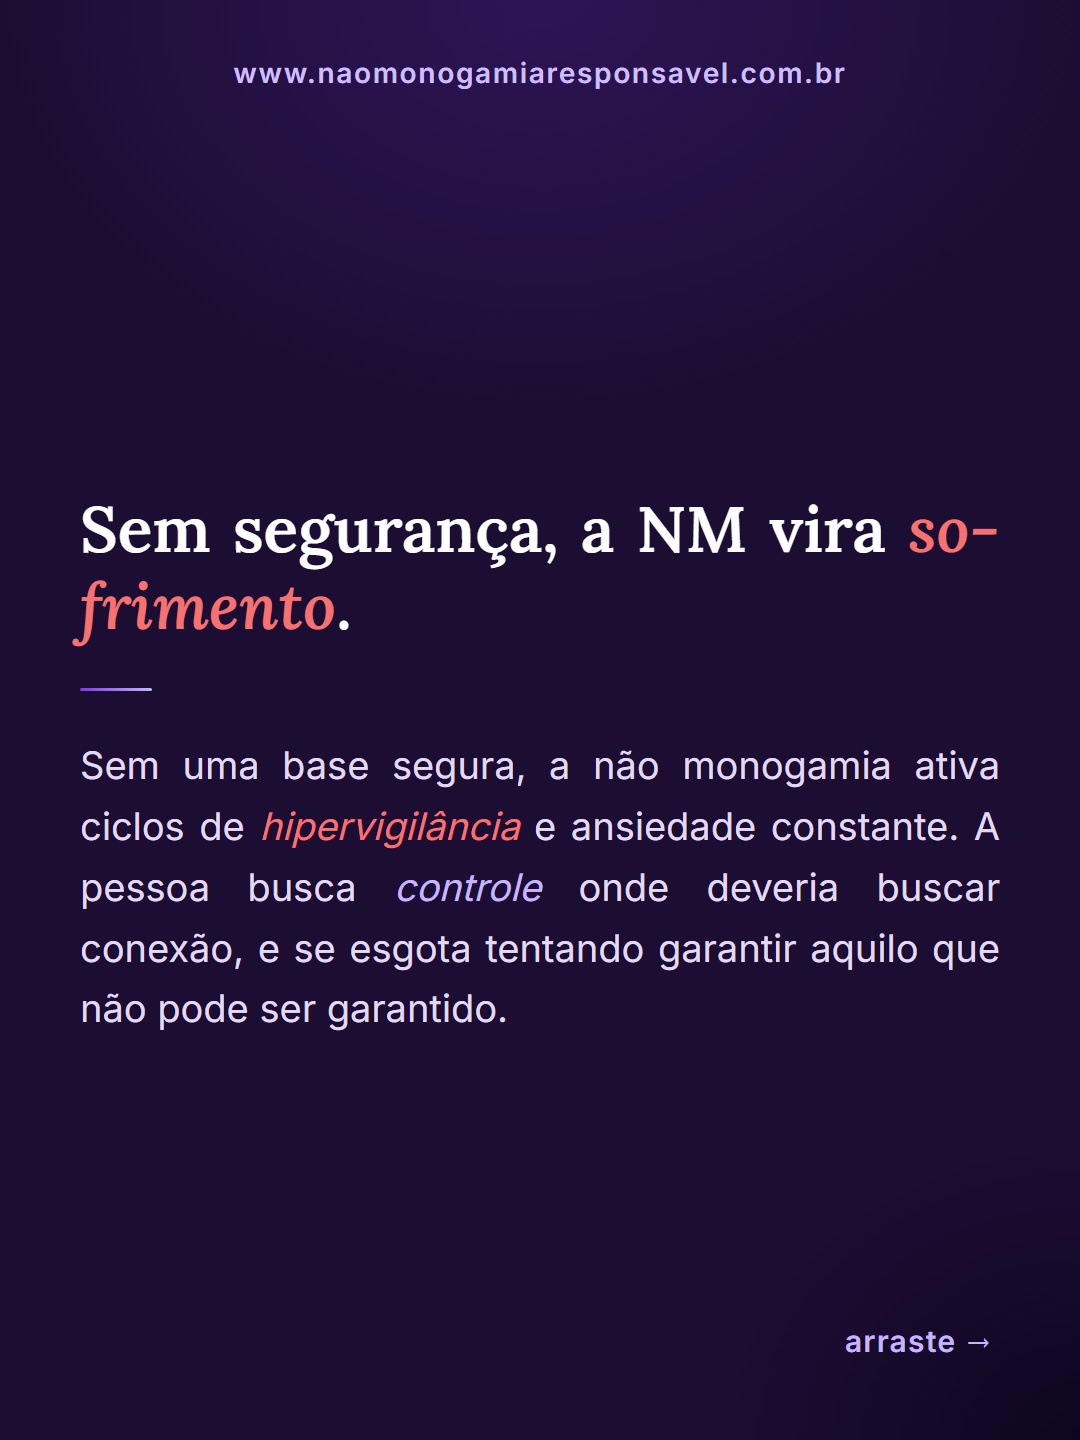 www.naomonogamiaresponsavel.com.br
Sem segurança, a NM vira so-
frimento.
Sem uma base segura, a não monogamia ativa
ciclos de hipervigilância e ansiedade constante. A
pessoa busca controle onde deveria buscar
conexão, e se esgota tentando garantir aquilo que
não pode ser garantido.
arraste →